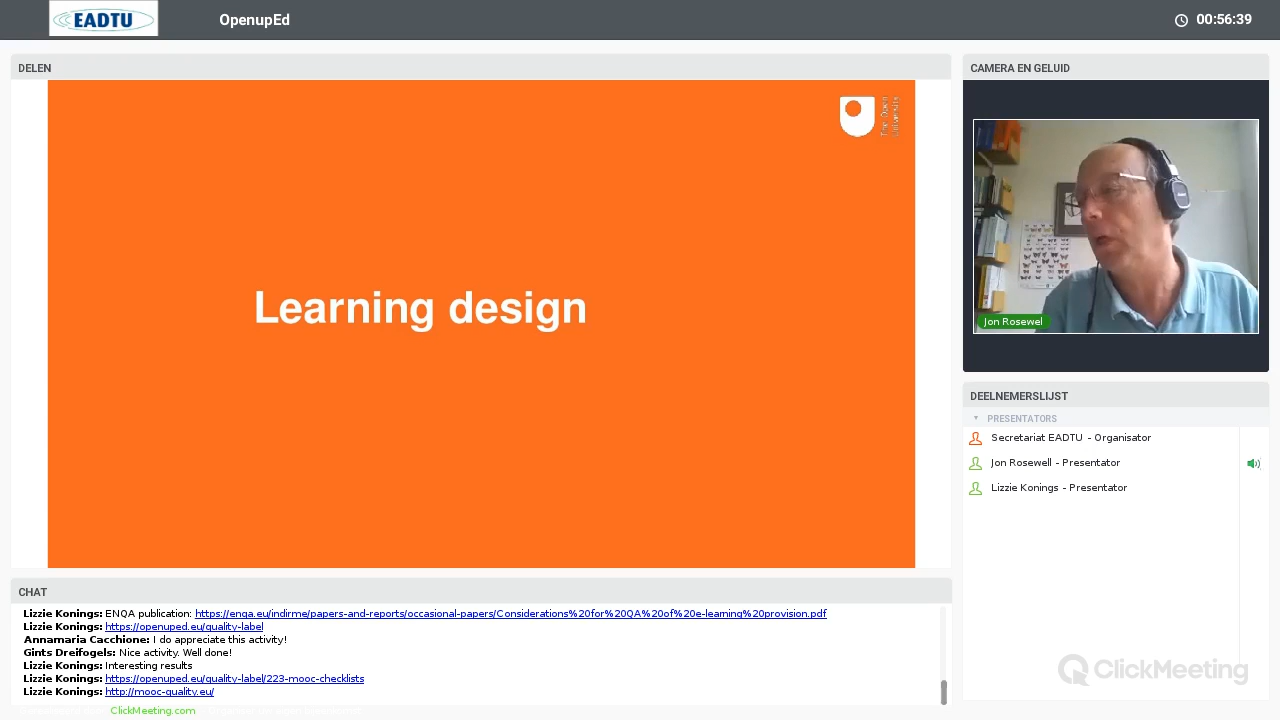 EADTU
OpenupEd
00:56:39
DELEN
CAMERA EN GELUID
The Open
University
Learning design
Jon Rosewel
DEELNEMERSLIJST
PRESENTATORS
Secretariat EADTU - Organisator
Jon Rosewell - Presentator
Lizzie Konings - Presentator
ClickMeeting
CHAT
Lizzie Konings: ENQA publication: https://enqa.eu/indirme/papers-and-reports/occasional-papers/Considerations%20for%20QA%20of%20e-learning%20provision.pdf
Lizzie Konings: https://openuped.eu/quality-label
Annamaria Cacchione: I do appreciate this activity!
Gints Dreifogels: Nice activity. Well done!
Lizzie Konings: Interesting results
Lizzie Konings: https://openuped.eu/quality-label/223-mooc-checklists
Lizzie Konings: http://mooc-quality.eu/
ClickMeeting.com